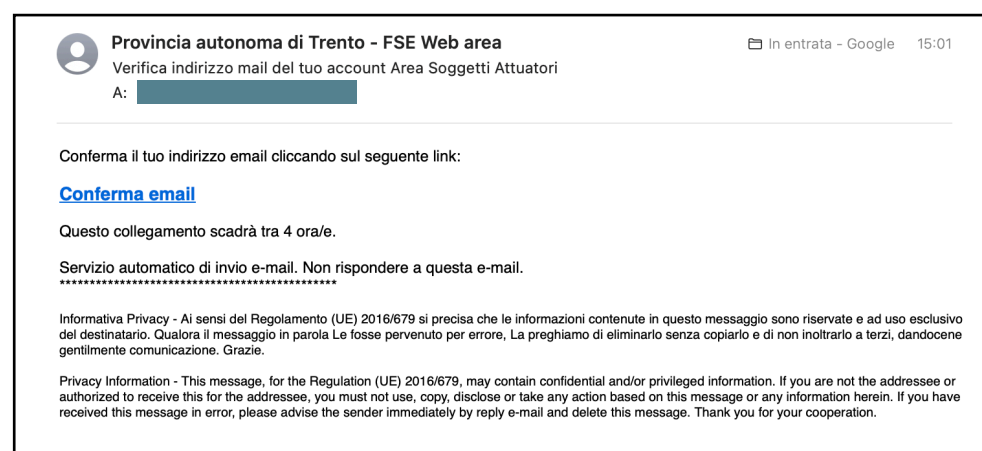 Provincia autonoma di Trento - FSE Web area
In entrata - Google 15:01
Verifica indirizzo mail del tuo account Area Soggetti Attuatori
A:
Conferma il tuo indirizzo email cliccando sul seguente link:
Conferma email
Questo collegamento scadrà tra 4 ora/e.
Servizio automatico di invio e-mail. Non rispondere a questa e-mail.
**********************************************
Informativa Privacy - Ai sensi del Regolamento (UE) 2016/679 si precisa che le informazioni contenute in questo messaggio sono riservate e ad uso esclusivo
del destinatario. Qualora il messaggio in parola Le fosse pervenuto per errore, La preghiamo di eliminarlo senza copiarlo e di non inoltrarlo a terzi, dandocene
gentilmente comunicazione. Grazie.
Privacy Information - This message, for the Regulation (UE) 2016/679, may contain confidential and/or privileged information. If you are not the addressee or
authorized to receive this for the addressee, you must not use, copy, disclose or take any action based on this message or any information herein. If you have
received this message in error, please advise the sender immediately by reply e-mail and delete this message. Thank you for your cooperation.